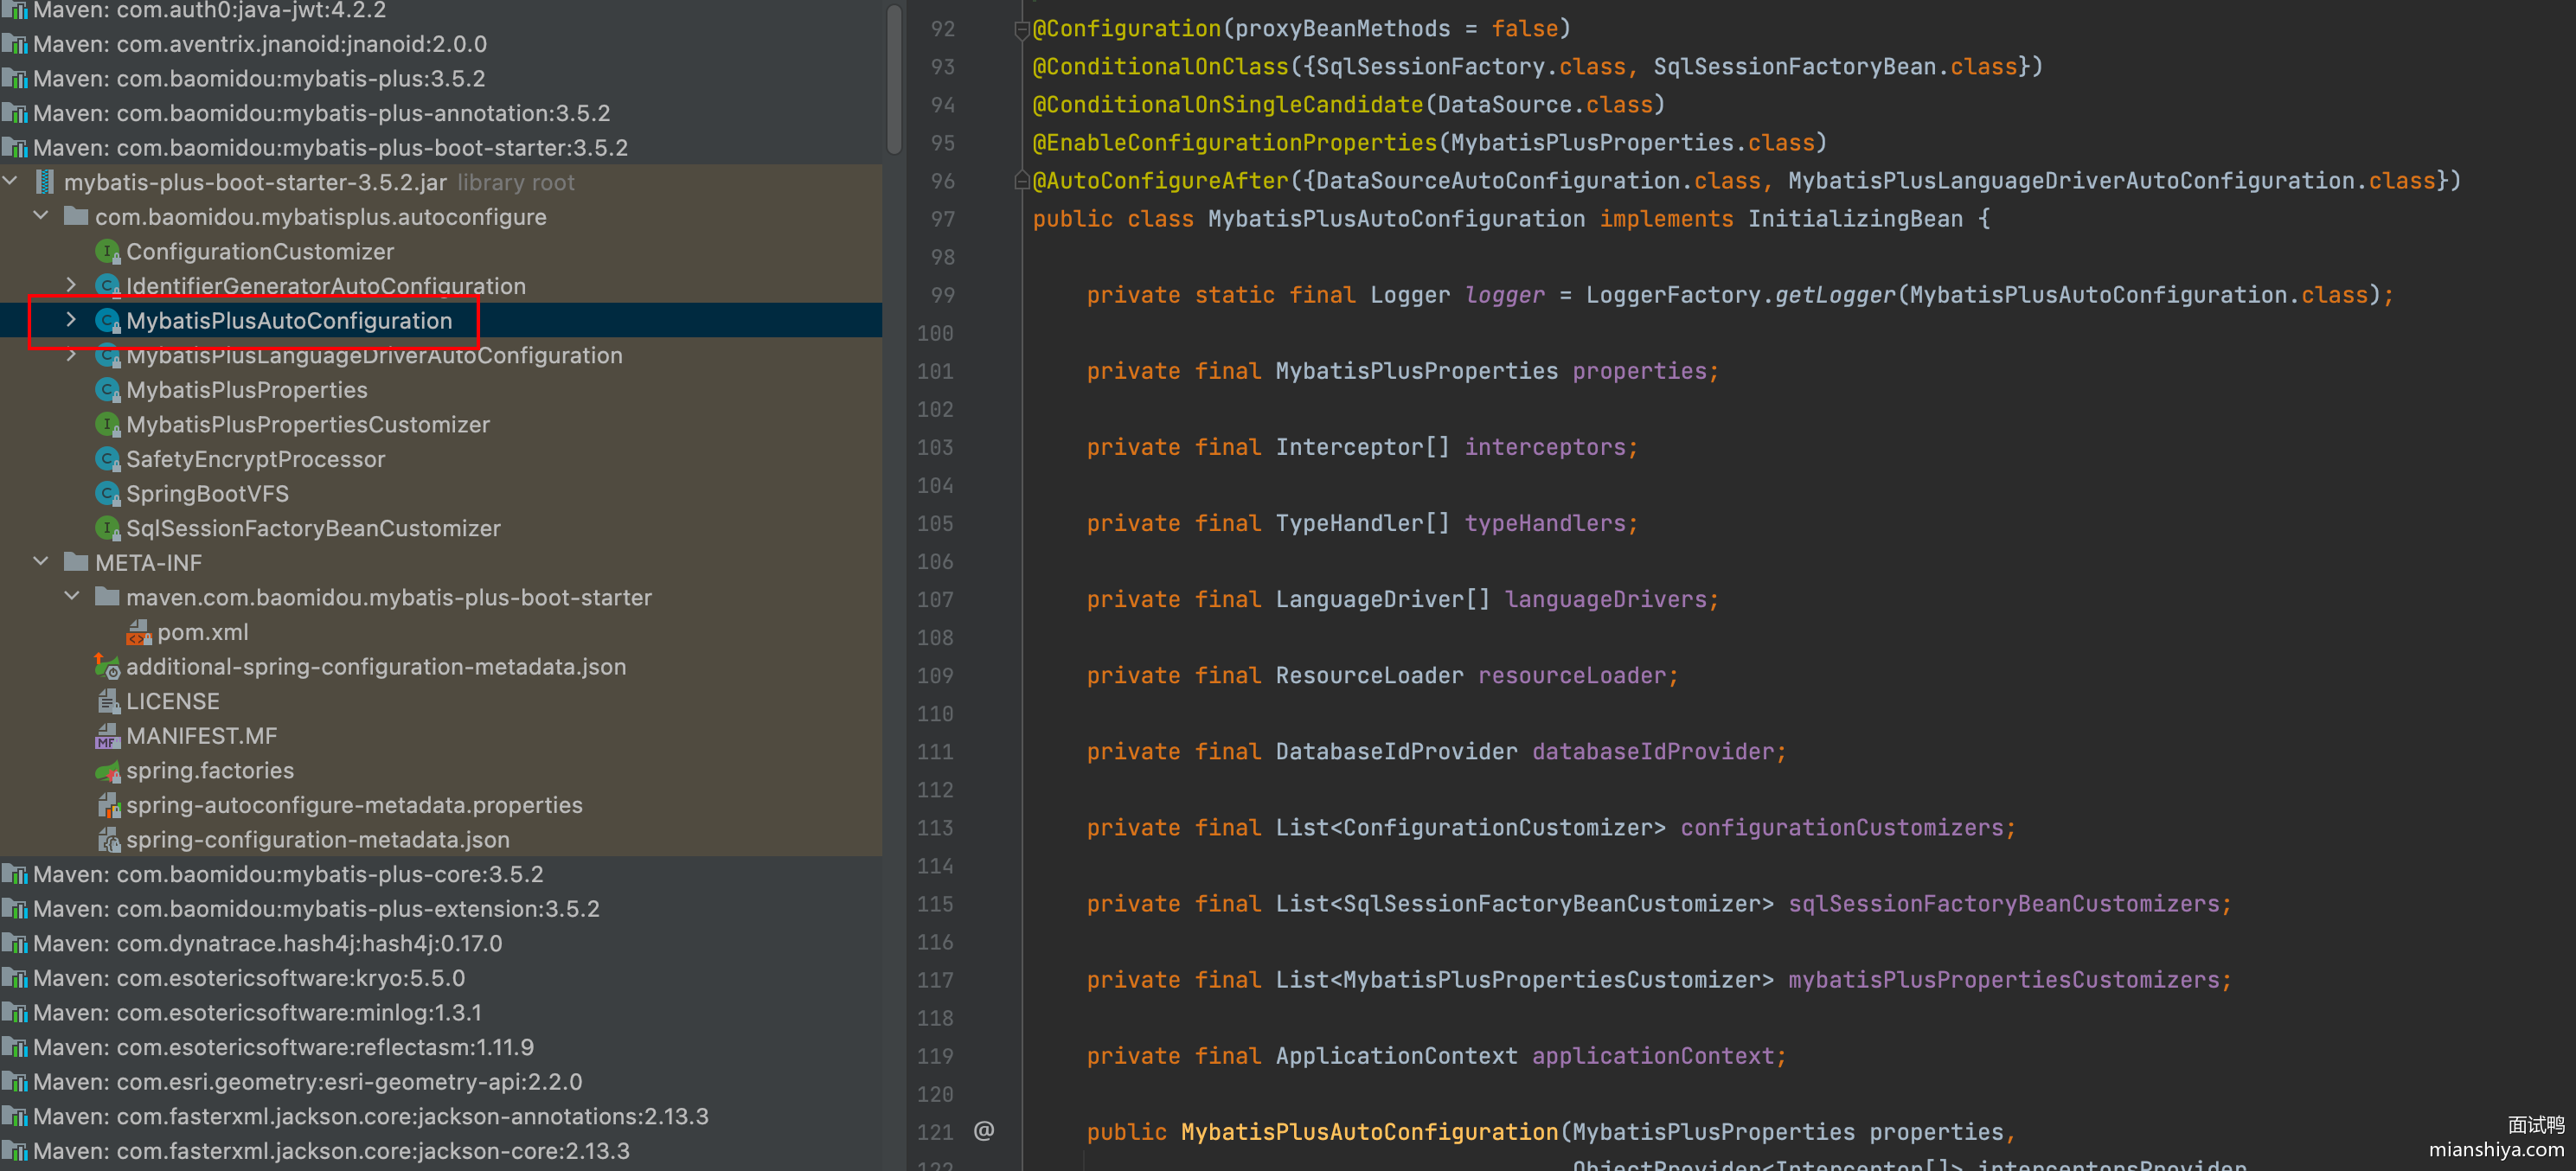 Maven: com.auth0:java-jwt:4.2.2
Maven: com.aventrix.jnanoid:jnanoid:2.0.0
Maven: com.baomidou:mybatis-plus:3.5.2
Maven: com.baomidou:mybatis-plus-annotation:3.5.2
Maven: com.baomidou:mybatis-plus-boot-starter:3.5.2
mybatis-plus-boot-starter-3.5.2.jar library root
com.baomidou.mybatisplus.autoconfigure
ConfigurationCustomizer
IdentifierGeneratorAutoConfiguration
MybatisPlusAutoConfiguration
MybatisPlusLanguageDriverAutoConfiguration
MybatisPlusProperties
MybatisPlusPropertiesCustomizer
SafetyEncryptProcessor
SpringBootVFS
SqlSessionFactoryBeanCustomizer
META-INF
maven.com.baomidou.mybatis-plus-boot-starter
pom.xml
additional-spring-configuration-metadata.json
LICENSE
MANIFEST.MF
spring.factories
spring-autoconfigure-metadata.properties
spring-configuration-metadata.json
Maven: com.baomidou:mybatis-plus-core:3.5.2
Maven: com.baomidou:mybatis-plus-extension:3.5.2
Maven: com.dynatrace.hash4j:hash4j:0.17.0
Maven: com.esotericsoftware:kryo:5.5.0
Maven: com.esotericsoftware:minlog:1.3.1
Maven: com.esotericsoftware:reflectasm:1.11.9
Maven: com.esri.geometry:esri-geometry-api:2.2.0
Maven: com.fasterxml.jackson.core:jackson-annotations:2.13.3
Maven: com.fasterxml.jackson.core:jackson-core:2.13.3
92 @Configuration(proxyBeanMethods = false)
93 @ConditionalOnClass({SqlSessionFactory.class, SqlSessionFactoryBean.class})
94 @ConditionalOnSingleCandidate(DataSource.class)
95 @EnableConfigurationProperties(MybatisPlusProperties.class)
96 @AutoConfigureAfter({DataSourceAutoConfiguration.class, MybatisPlusLanguageDriverAutoConfiguration.class})
97 public class MybatisPlusAutoConfiguration implements InitializingBean {
98
99 private static final Logger logger = LoggerFactory.getLogger(MybatisPlusAutoConfiguration.class);
100
101 private final MybatisPlusProperties properties;
102
103 private final Interceptor[] interceptors;
104
105 private final TypeHandler[] typeHandlers;
106
107 private final LanguageDriver[] languageDrivers;
108
109 private final ResourceLoader resourceLoader;
110
111 private final DatabaseIdProvider databaseIdProvider;
112
113 private final List<ConfigurationCustomizer> configurationCustomizers;
114
115 private final List<SqlSessionFactoryBeanCustomizer> sqlSessionFactoryBeanCustomizers;
116
117 private final List<MybatisPlusPropertiesCustomizer> mybatisPlusPropertiesCustomizers;
118
119 private final ApplicationContext applicationContext;
120
121 @ public MybatisPlusAutoConfiguration(MybatisPlusProperties properties,
122 ObjectProvider<Interceptor[]> interceptorsProvider
面试鸭
mianshiya.com